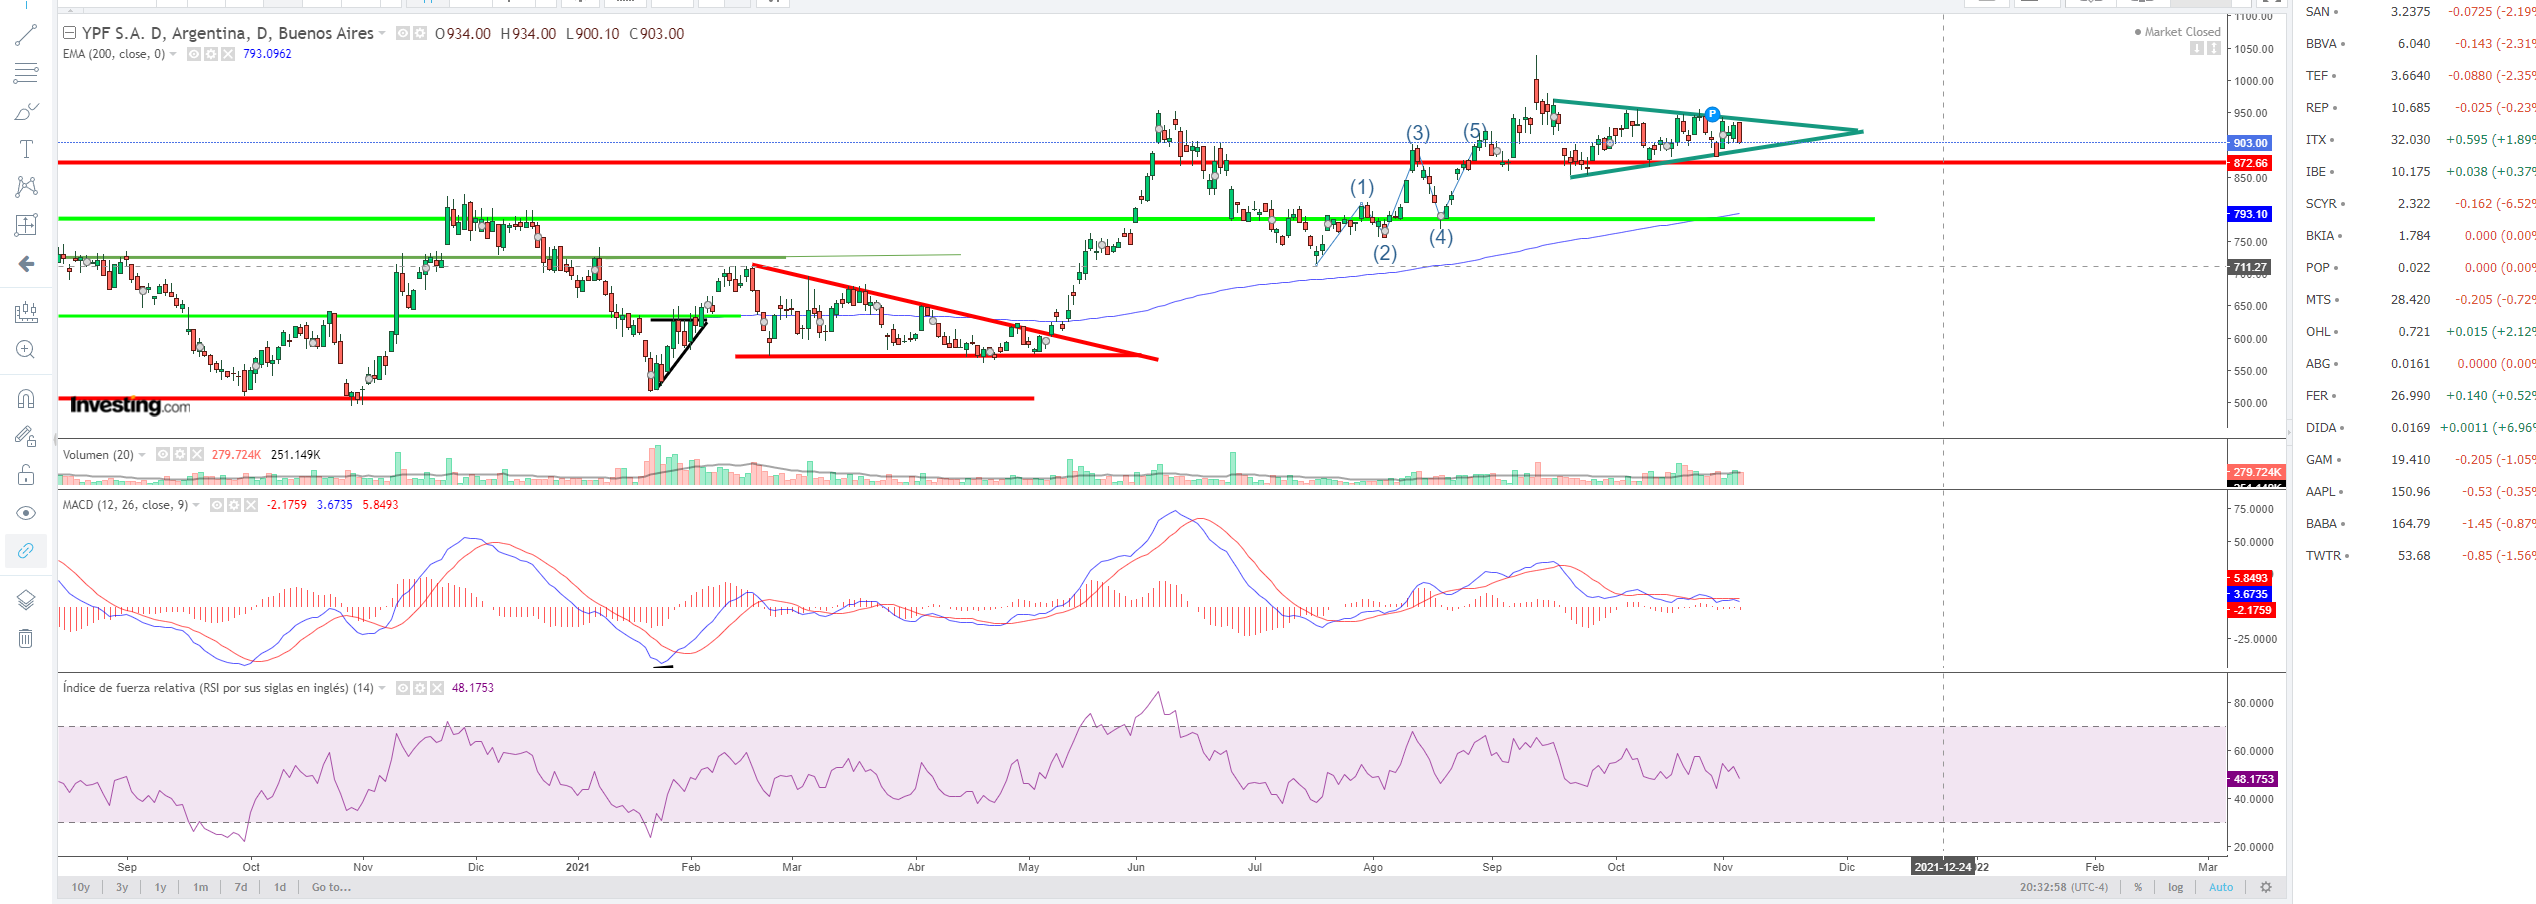 YPF S.A. D, Argentina, D, Buenos Aires O934.00 H934.00 L900.10 C903.00
EMA (200, close, 0) 793.0962
Market Closed
1100.00
1050.00
1000.00
950.00
903.00
872.66
850.00
793.10
750.00
711.27
650.00
600.00
550.00
500.00
P
(1)
(2)
(3)
(4)
(5)
Investing.com
Volumen (20) 279.724K 251.149K
279.724K
MACD (12, 26, close, 9) -2.1759 3.6735 5.8493
75.0000
50.0000
5.8493
3.6735
-2.1759
-25.0000
Índice de fuerza relativa (RSI por sus siglas en inglés) (14) 48.1753
80.0000
60.0000
48.1753
40.0000
20.0000
Sep Oct Nov Dic 2021 Feb Mar Abr May Jun Jul Ago Sep Oct Nov Dic 2021-12-24 Feb Mar
10y 3y 1y 1m 7d 1d Go to...
20:32:58 (UTC-4) % log Auto
SAN 3.2375 -0.0725 (-2.19%
BBVA 6.040 -0.143 (-2.31%
TEF 3.6640 -0.0880 (-2.35%
REP 10.685 -0.025 (-0.23%
ITX 32.030 +0.595 (+1.89%
IBE 10.175 +0.038 (+0.37%
SCYR 2.322 -0.162 (-6.52%
BKIA 1.784 0.000 (0.00%
POP 0.022 0.000 (0.00%
MTS 28.420 -0.205 (-0.72%
OHL 0.721 +0.015 (+2.12%
ABG 0.0161 0.0000 (0.00%
FER 26.990 +0.140 (+0.52%
DIDA 0.0169 +0.0011 (+6.96%
GAM 19.410 -0.205 (-1.05%
AAPL 150.96 -0.53 (-0.35%
BABA 164.79 -1.45 (-0.87%
TWTR 53.68 -0.85 (-1.56%